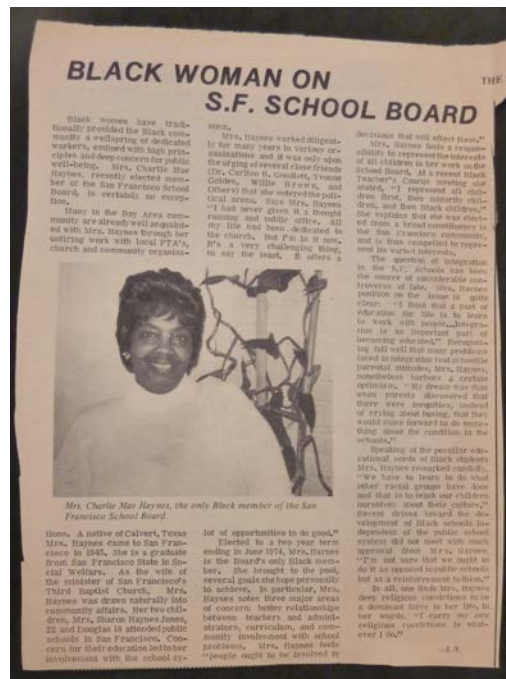 THE
BLACK WOMAN ON
S.F. SCHOOL BOARD
Black women have tradi-
tionally provided the Black com-
munity a wellspring of dedicated
workers, embued with high prin-
ciples and deep concern for public
well-being. Mrs. Charlie Mae
Haynes, recently elected mem-
ber of the San Francisco School
Board, is certainly no excep-
tion.
Many in the Bay Area com-
munity are already well acquaint-
ed with Mrs. Haynes through her
untiring work with local PTA's,
church and community organiza-
tions. A native of Calvert, Texas
Mrs. Haynes came to San Fran-
cisco in 1945. She is a graduate
from San Francisco State in So-
cial Welfare. As the wife of
the minister of San Francisco's
Third Baptist Church, Mrs.
Haynes was drawn naturally into
community affairs. Her two chil-
dren, Mrs. Sharon Haynes Jones,
22 and Douglas 18 attended public
schools in San Francisco. Con-
cern for their education led to her
involvement with the school sy-
stem.
Mrs. Haynes worked diligent-
ly for many years in various or-
ganizations and it was only upon
the urging of several close friends
(Dr. Carlton B. Goodlett, Yvonne
Golden, Willie Brown, and
Others) that she entered the polit-
ical arena. Says Mrs. Haynes
"I had never given it a thought
running and public office. All
my life had been dedicated to
the church. But I'm in it now.
It's a very challenging thing,
to say the least. It offers a
lot of opportunities to do good."
Elected to a two year term
ending in June 1974, Mrs. Haynes
is the Board's only Black mem-
ber. She brought to the post,
several goals she hopes personally
to achieve. In particular, Mrs.
Haynes notes three major areas
of concern: better relationships
between teachers and admini-
strators, curriculum, and com-
munity involvement with school
problems. Mrs. Haynes feels
"people ought to be involved in
decisions that will effect them."
Mrs. Haynes feels a respon-
sibility to represent the interests
of all children in her work on the
School Board. At a recent Black
Teacher's Caucus meeting she
stated, "I represent all chil-
dren first, then minority chil-
dren, and then Black children."
She explains that she was elect-
ed from a broad constituency in
the San Francisco community,
and is thus compelled to repre-
sent its varied interests.
The question of integration
in the S.F. schools has been
the source of considerable con-
troversy of late. Mrs. Haynes
position on the issue is quite
clear: "I think that a part of
education for life is to learn
to work with people...Integra-
tion is an important part of
becoming educated." Recogniz-
ing full well that many problems
faced in integration rest in hostile
parental attitudes, Mrs. Haynes,
nonetheless harbors a certain
optimism. "My dream was that
when parents discovered that
there were inequities, instead
of crying about busing, that they
would move forward to do some-
thing about the condition in the
schools."
Speaking of the peculiar edu-
cational needs of Black students
Mrs. Haynes remarked candidly,
"We have to learn to do what
other racial groups have done
and that is to teach our children
ourselves about their culture."
Recent drives toward the de-
velopment of Black schools in-
dependent of the public school
system did not meet with much
approval from Mrs. Haynes.
"I'm not sure that we ought to
do it as opposed to public schools
but as a reinforcement to them."
In all, one finds Mrs. Haynes
deep religious convictions to be
a dominant force in her life. In
her words, "I carry my own
religious convictions in what-
ever I do."
Mrs. Charlie Mae Haynes, the only Black member of the San
Francisco School Board.